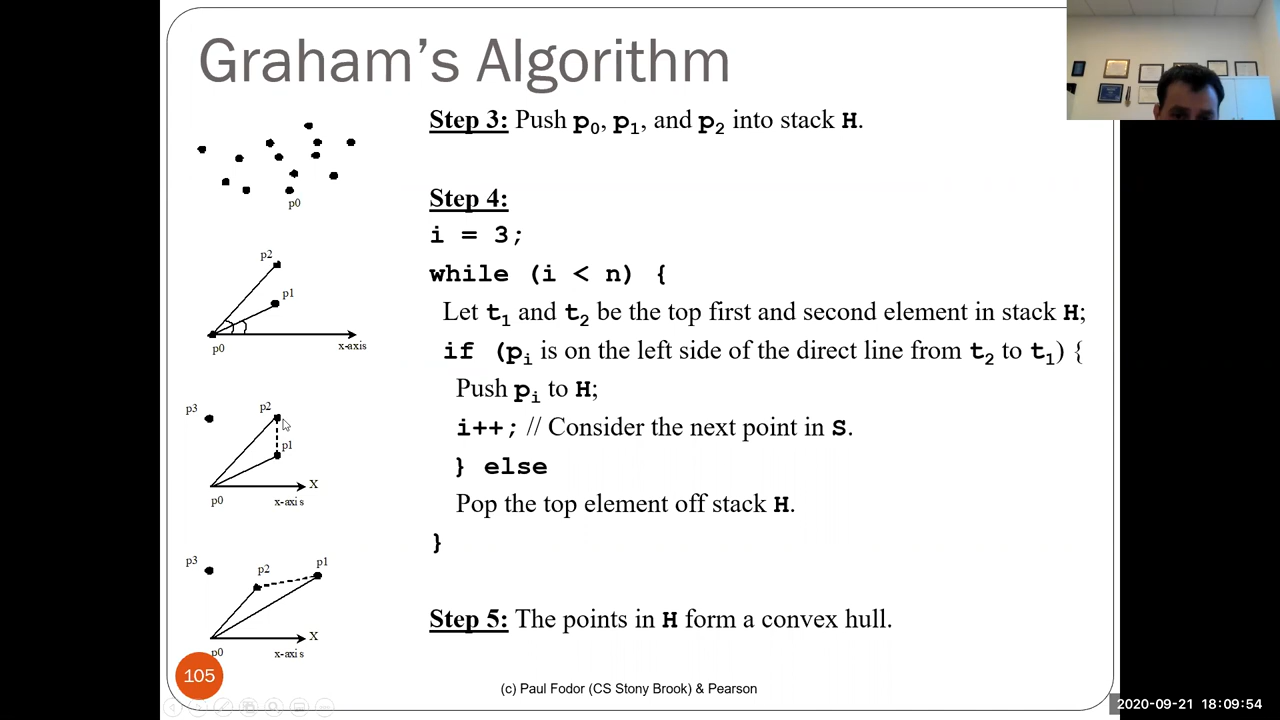 Graham's Algorithm
Step 3: Push p0, p1, and p2 into stack H.
p0
Step 4:
i = 3;
while (i < n) {
Let t1 and t2 be the top first and second element in stack H;
if (pi is on the left side of the direct line from t2 to t1) {
Push pi to H;
i++; // Consider the next point in S.
} else
Pop the top element off stack H.
}
Step 5: The points in H form a convex hull.
p2
p1
p0
x-axis
p3
p2
p1
X
p0
x-axis
p3
p2
p1
X
p0
x-axis
105
(c) Paul Fodor (CS Stony Brook) & Pearson
2020-09-21 18:09:54